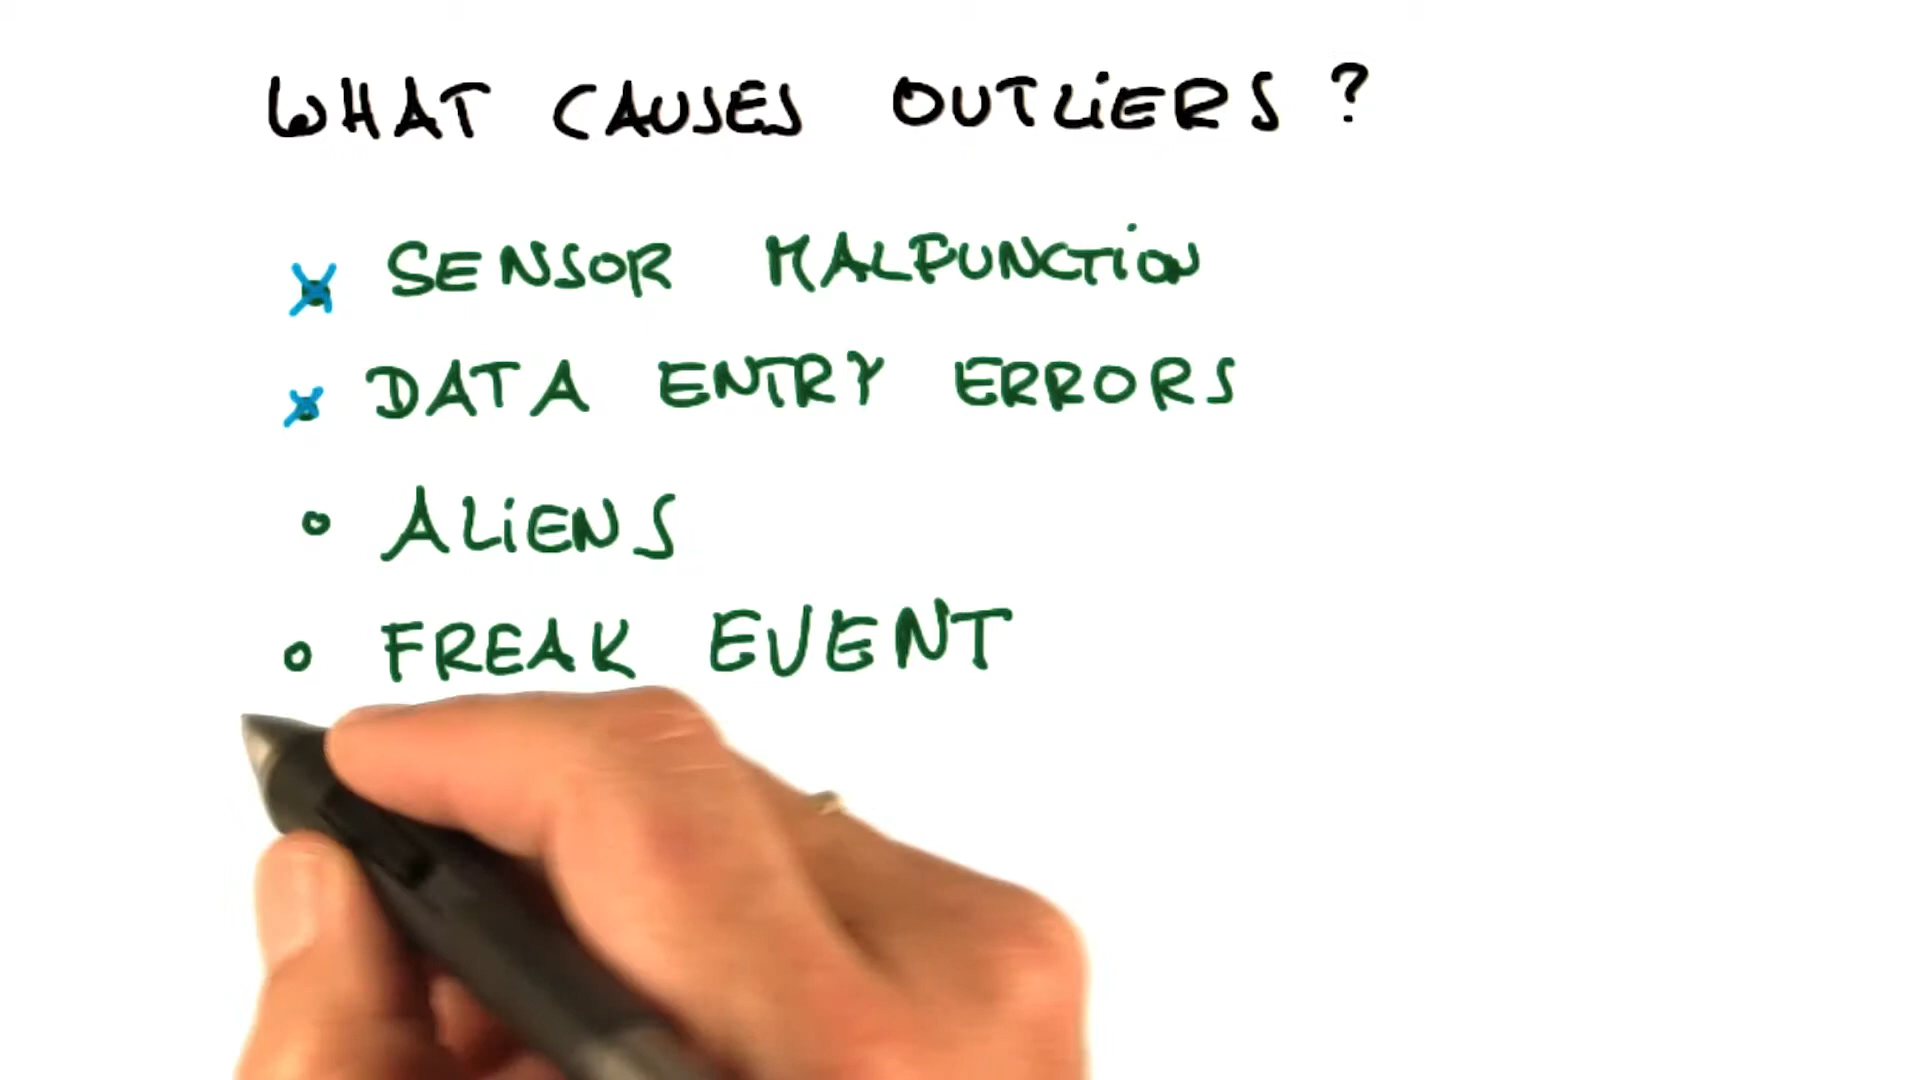 WHAT CAUSES OUTLIERS?
SENSOR MALFUNCTION
DATA ENTRY ERRORS
ALIENS
FREAK EVENT